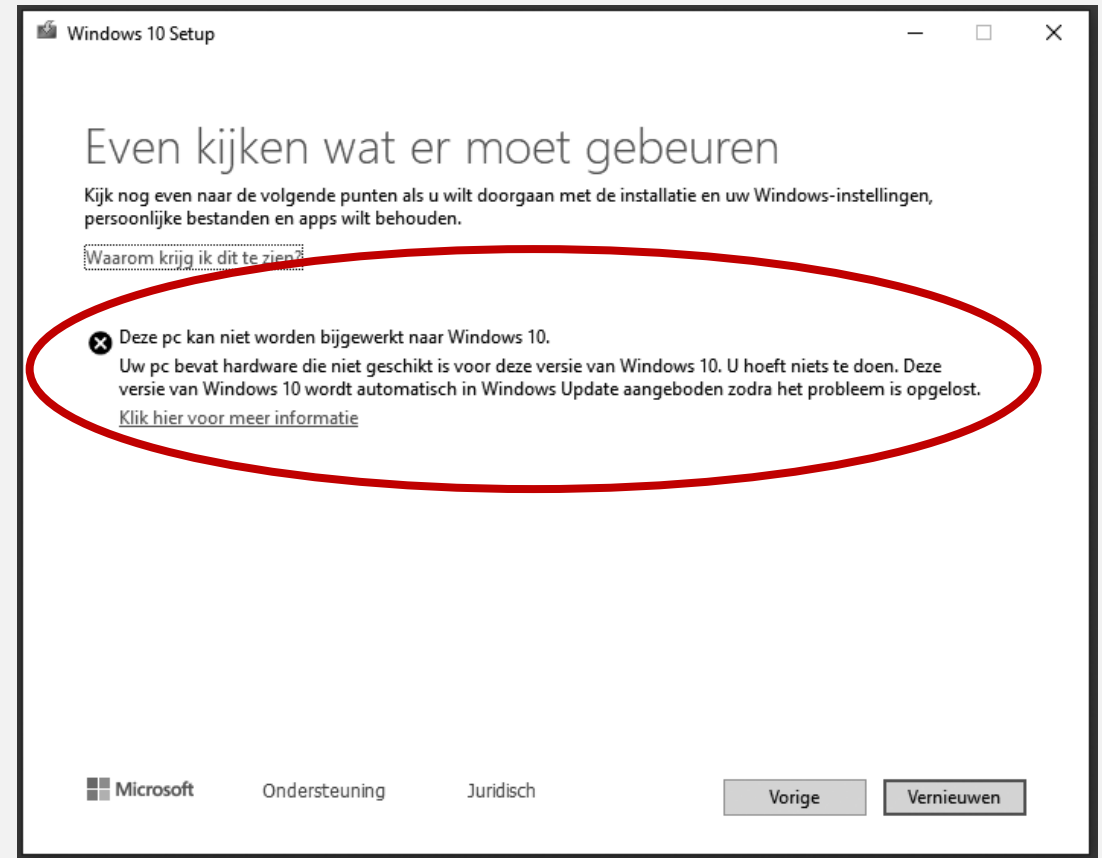 Windows 10 Setup
Even kijken wat er moet gebeuren
Kijk nog even naar de volgende punten als u wilt doorgaan met de installatie en uw Windows-instellingen,
persoonlijke bestanden en apps wilt behouden.
Waarom krijg ik dit te zien?
Deze pc kan niet worden bijgewerkt naar Windows 10.
Uw pc bevat hardware die niet geschikt is voor deze versie van Windows 10. U hoeft niets te doen. Deze
versie van Windows 10 wordt automatisch in Windows Update aangeboden zodra het probleem is opgelost.
Klik hier voor meer informatie
Microsoft Ondersteuning Juridisch Vorige Vernieuwen